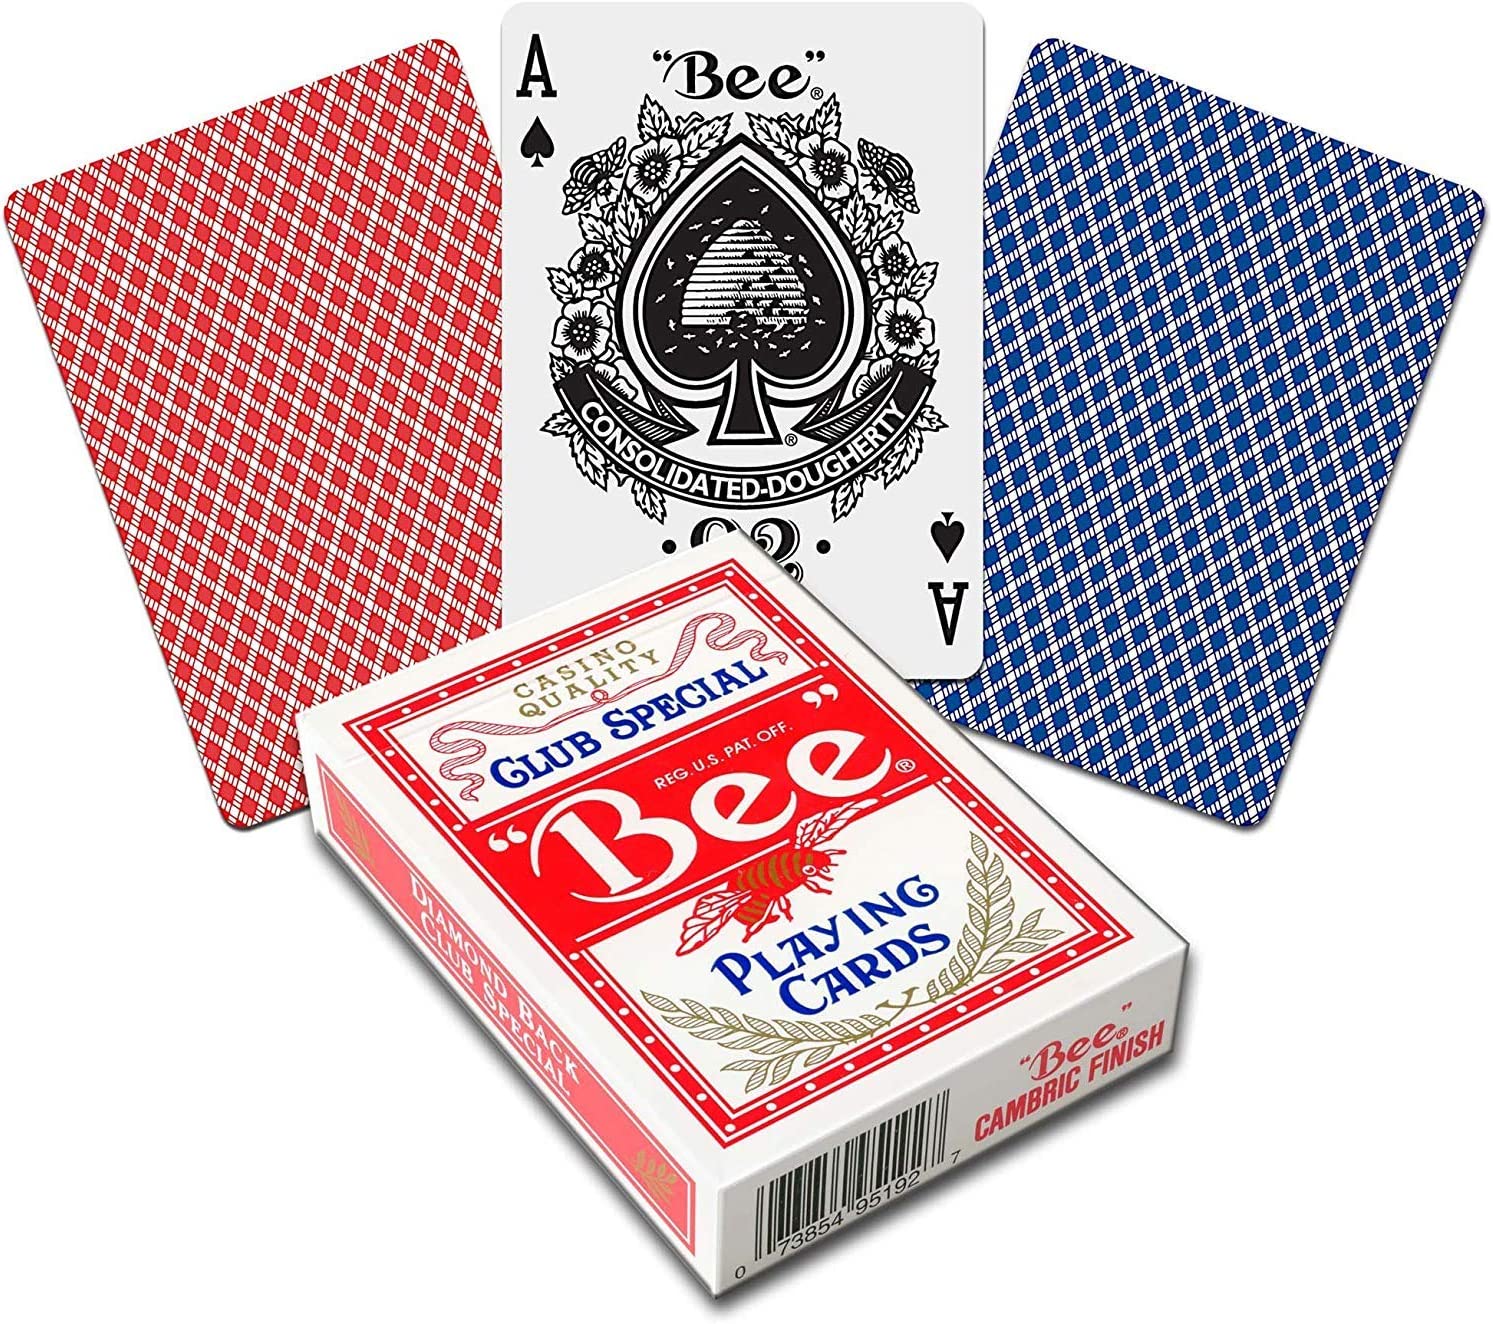 A
"Bee"®
®
CONSOLIDATED-DOUGHERTY
• 92 •
A
CASINO
QUALITY
CLUB SPECIAL
REG. U.S. PAT. OFF.
"Bee"®
PLAYING
CARDS
DIAMOND BACK
CLUB SPECIAL
"Bee®"
CAMBRIC FINISH
0 73854 95192 7